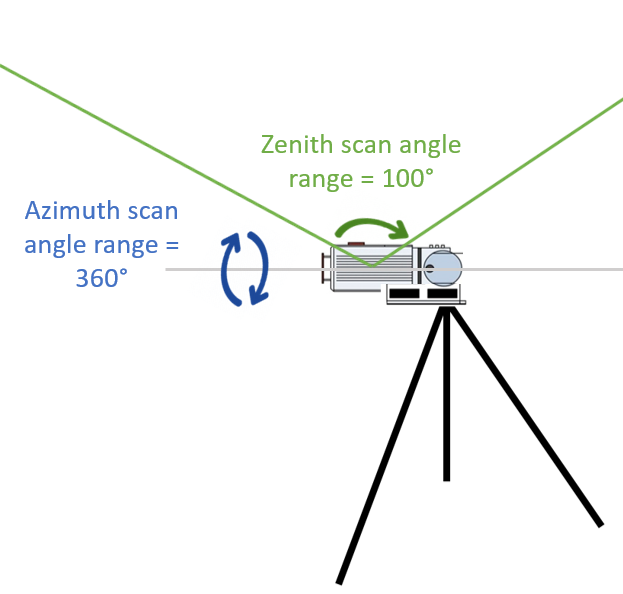 Zenith scan angle
range = 100°
Azimuth scan
angle range =
360°